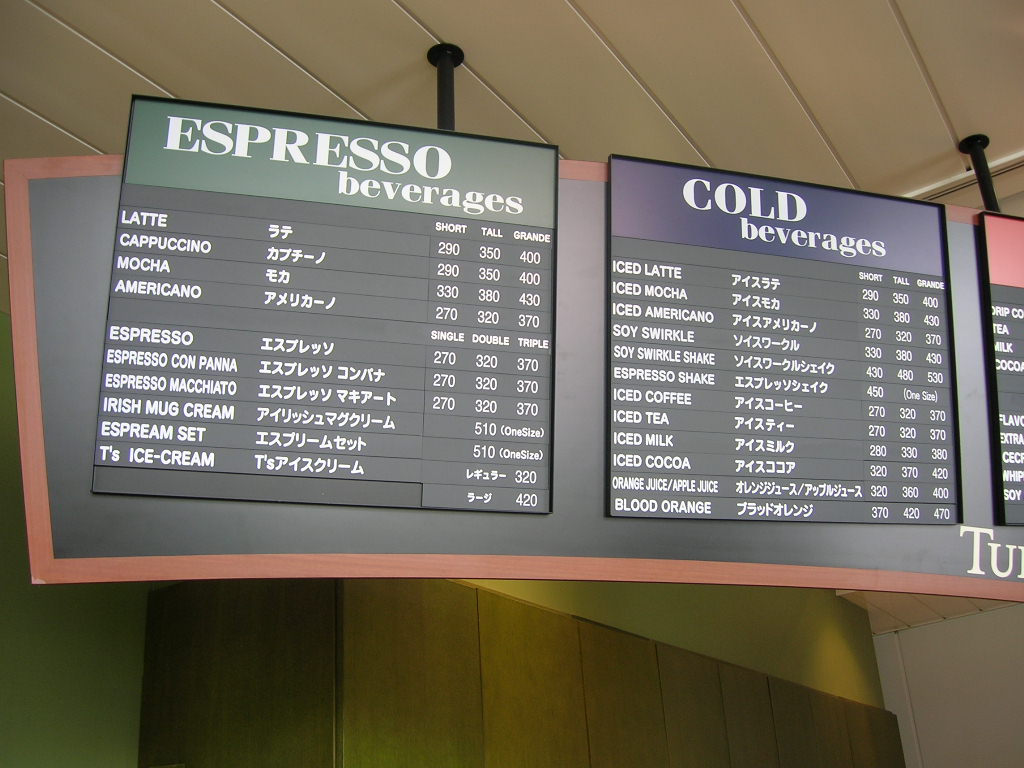 ESPRESSO
beverages
SHORT TALL GRANDE
LATTE ラテ 290 350 400
CAPPUCCINO カプチーノ 290 350 400
MOCHA モカ 330 380 430
AMERICANO アメリカーノ 270 320 370
SINGLE DOUBLE TRIPLE
ESPRESSO エスプレッソ 270 320 370
ESPRESSO CON PANNA エスプレッソ コンパナ 270 320 370
ESPRESSO MACCHIATO エスプレッソ マキアート 270 320 370
IRISH MUG CREAM アイリッシュマグクリーム 510 (OneSize)
ESPREAM SET エスプリームセット 510 (OneSize)
T's ICE-CREAM T'sアイスクリーム レギュラー 320
ラージ 420
COLD
beverages
SHORT TALL GRANDE
ICED LATTE アイスラテ 290 350 400
ICED MOCHA アイスモカ 330 380 430
ICED AMERICANO アイスアメリカーノ 270 320 370
SOY SWIRKLE ソイスワークル 330 380 430
SOY SWIRKLE SHAKE ソイスワークルシェイク 430 480 530
ESPRESSO SHAKE エスプレッソシェイク 450 (One Size)
ICED COFFEE アイスコーヒー 270 320 370
ICED TEA アイスティー 270 320 370
ICED MILK アイスミルク 280 330 380
ICED COCOA アイスココア 320 370 420
ORANGE JUICE/APPLE JUICE オレンジジュース/アップルジュース 320 360 400
BLOOD ORANGE ブラッドオレンジ 370 420 470
DRIP CO
TEA
MILK
COCOA
FLAVO
EXTRA
WHIP
SOY
TU